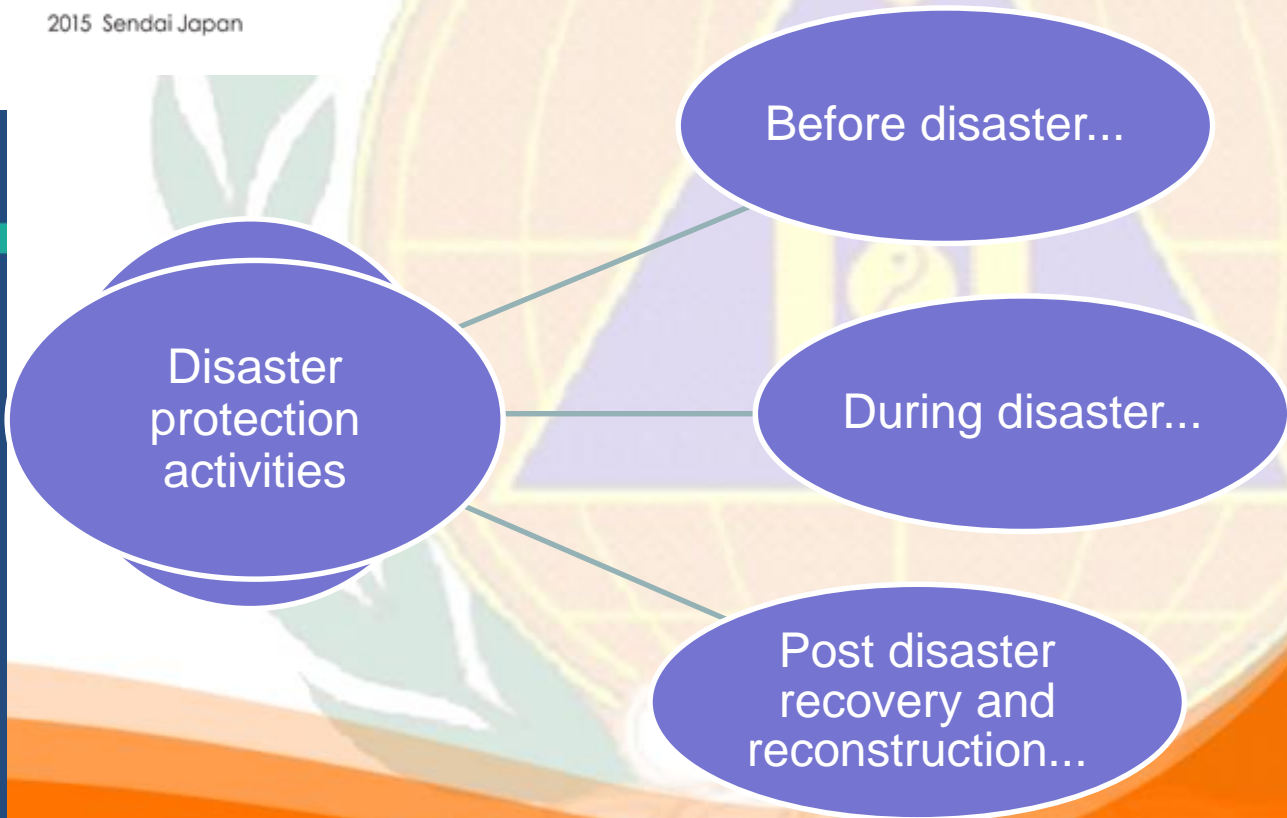 2015 Sendai Japan
Before disaster...
Disaster
protection
activities
During disaster...
Post disaster
recovery and
reconstruction...